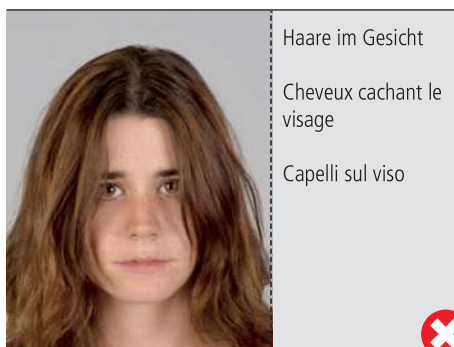 Haare im Gesicht
Cheveux cachant le
visage
Capelli sul viso